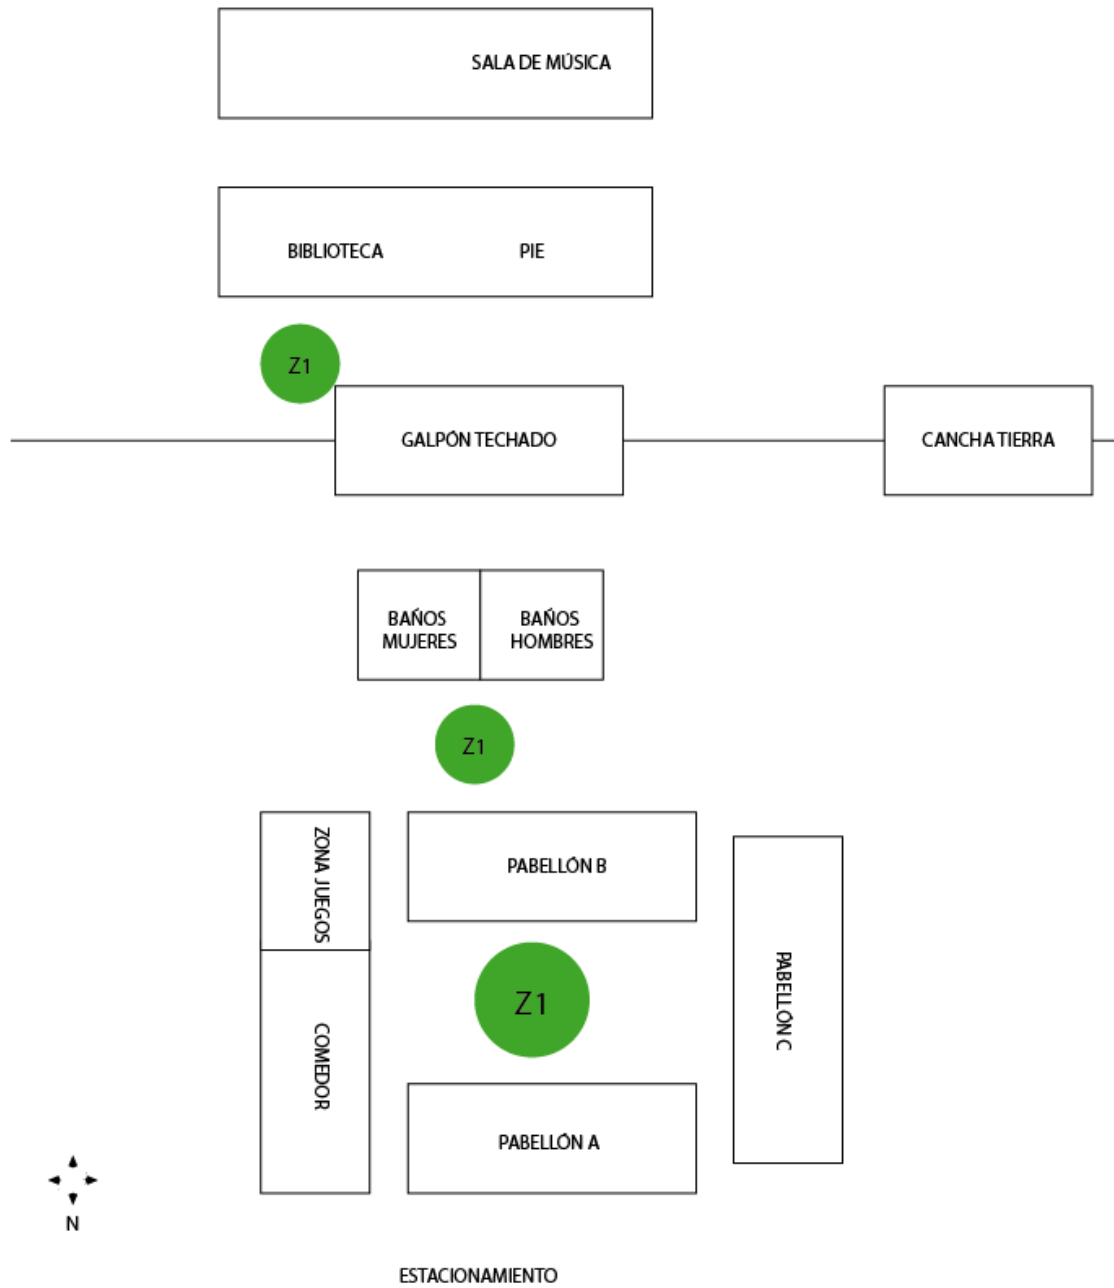 SALA DE MÚSICA
BIBLIOTECA
PIE
Z1
GALPÓN TECHADO
CANCHA TIERRA
BAÑOS
MUJERES
BAÑOS
HOMBRES
Z1
ZONA JUEGOS
PABELLÓN B
Z1
PABELLÓN C
COMEDOR
PABELLÓN A
N
ESTACIONAMIENTO